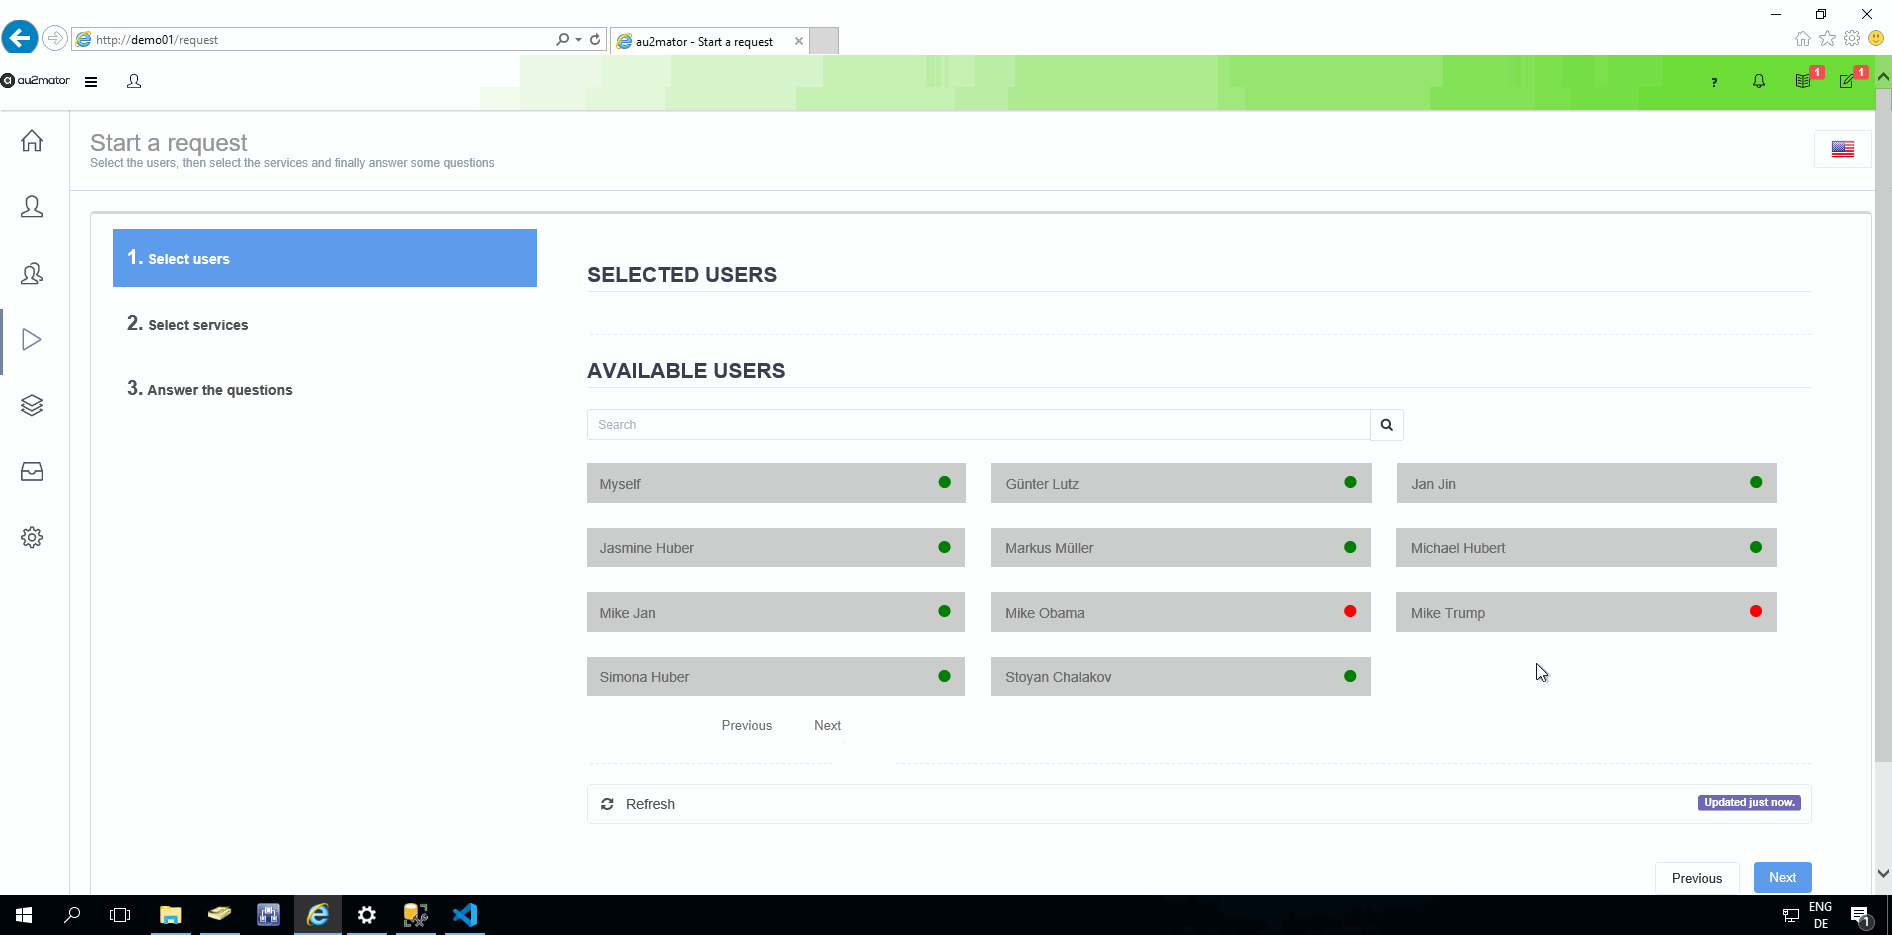 http://demo01/request
au2mator - Start a request
au2mator
?
1
1
Start a request
Select the users, then select the services and finally answer some questions
1. Select users
2. Select services
3. Answer the questions
SELECTED USERS
AVAILABLE USERS
Search
Myself
Günter Lutz
Jan Jin
Jasmine Huber
Markus Müller
Michael Hubert
Mike Jan
Mike Obama
Mike Trump
Simona Huber
Stoyan Chalakov
Previous
Next
Refresh
Updated just now.
Previous
Next
ENG
DE
1